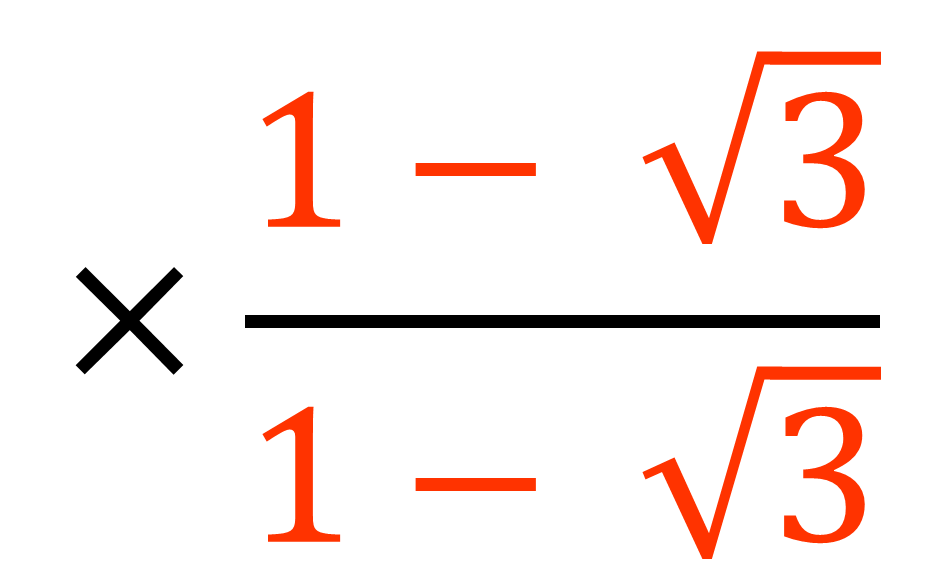 1 − √3
×
1 − √3